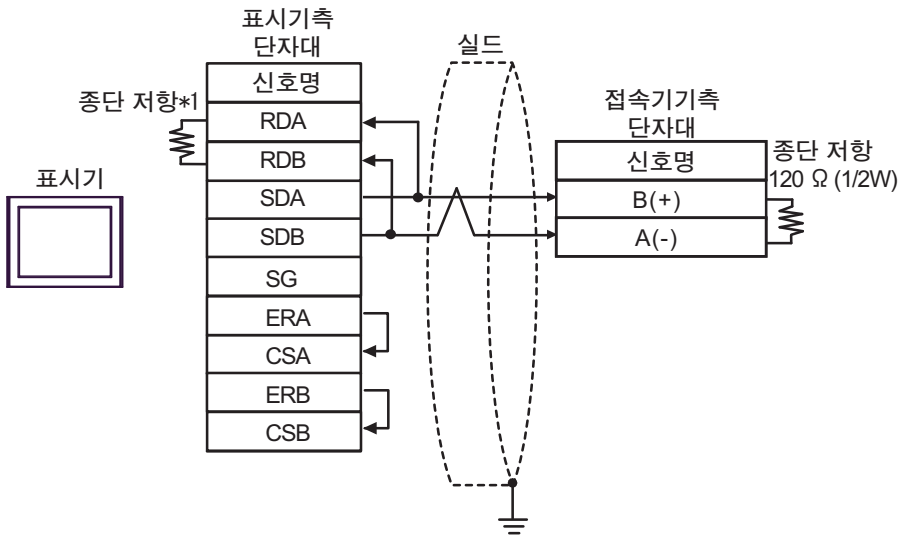 표시기측
단자대
신호명
종단 저항*1
RDA
RDB
SDA
SDB
SG
ERA
CSA
ERB
CSB
표시기
실드
접속기기측
단자대
신호명
B(+)
A(-)
종단 저항
120 Ω (1/2W)